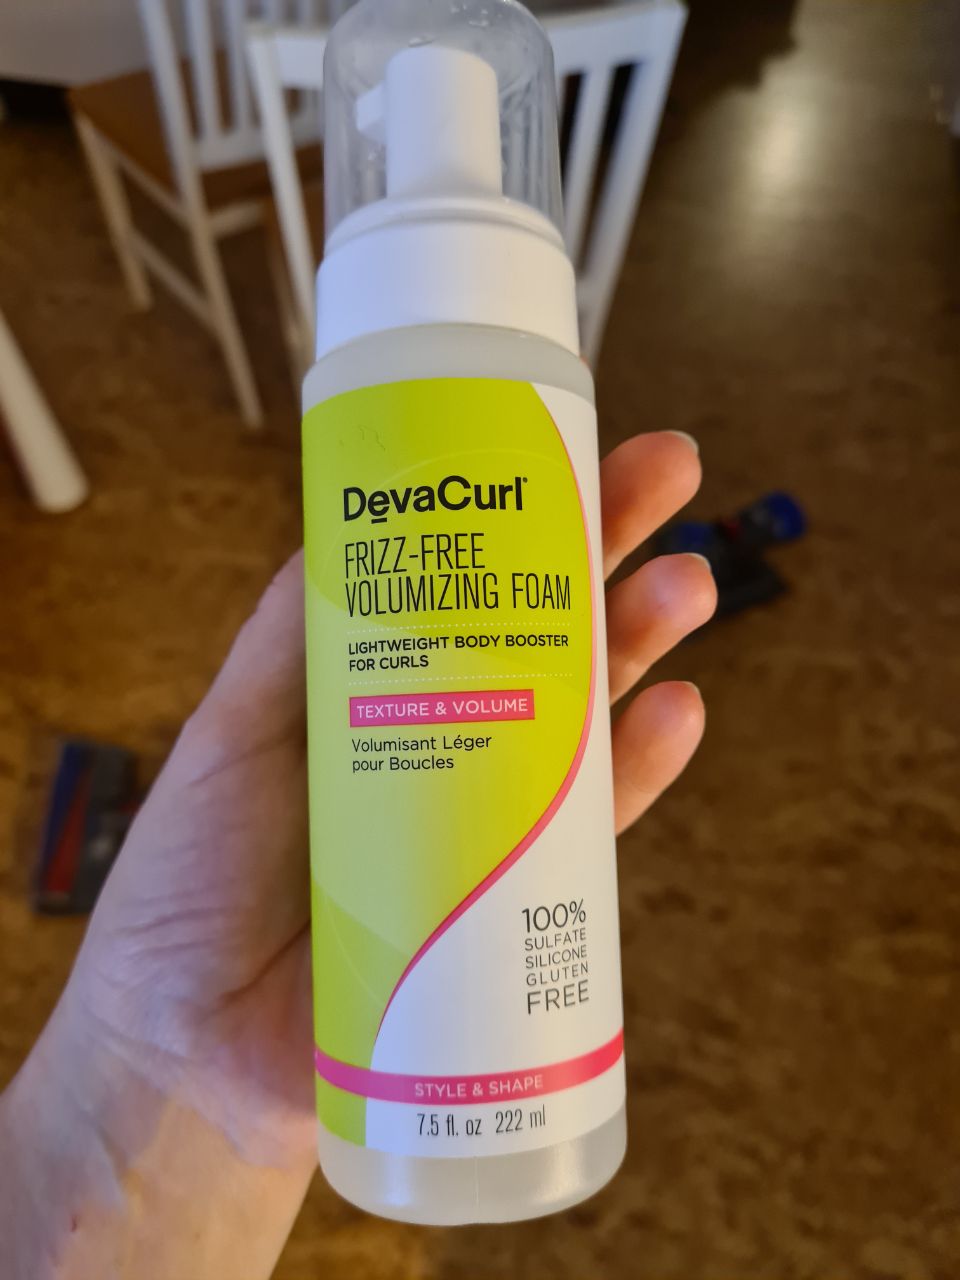 DevaCurl®
FRIZZ-FREE
VOLUMIZING FOAM
LIGHTWEIGHT BODY BOOSTER
FOR CURLS
TEXTURE & VOLUME
Volumisant Léger
pour Boucles
100%
SULFATE
SILICONE
GLUTEN
FREE
STYLE & SHAPE
7.5 fl. oz 222 ml